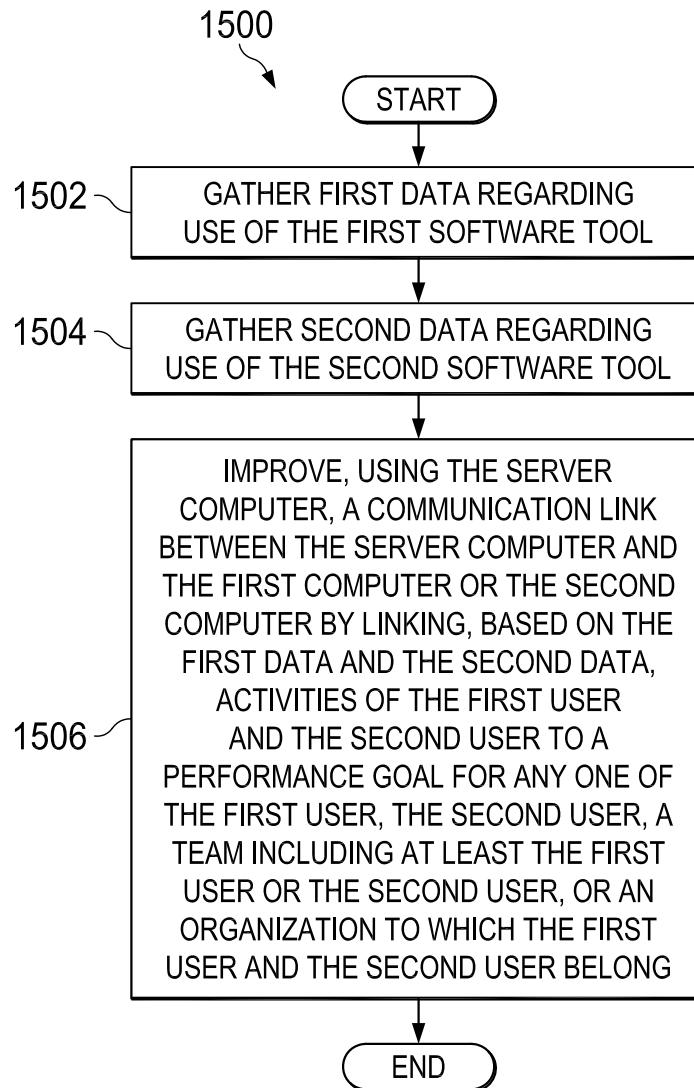 1500
START
1502
GATHER FIRST DATA REGARDING
USE OF THE FIRST SOFTWARE TOOL
1504
GATHER SECOND DATA REGARDING
USE OF THE SECOND SOFTWARE TOOL
1506
IMPROVE, USING THE SERVER
COMPUTER, A COMMUNICATION LINK
BETWEEN THE SERVER COMPUTER AND
THE FIRST COMPUTER OR THE SECOND
COMPUTER BY LINKING, BASED ON THE
FIRST DATA AND THE SECOND DATA,
ACTIVITIES OF THE FIRST USER
AND THE SECOND USER TO A
PERFORMANCE GOAL FOR ANY ONE OF
THE FIRST USER, THE SECOND USER, A
TEAM INCLUDING AT LEAST THE FIRST
USER OR THE SECOND USER, OR AN
ORGANIZATION TO WHICH THE FIRST
USER AND THE SECOND USER BELONG
END